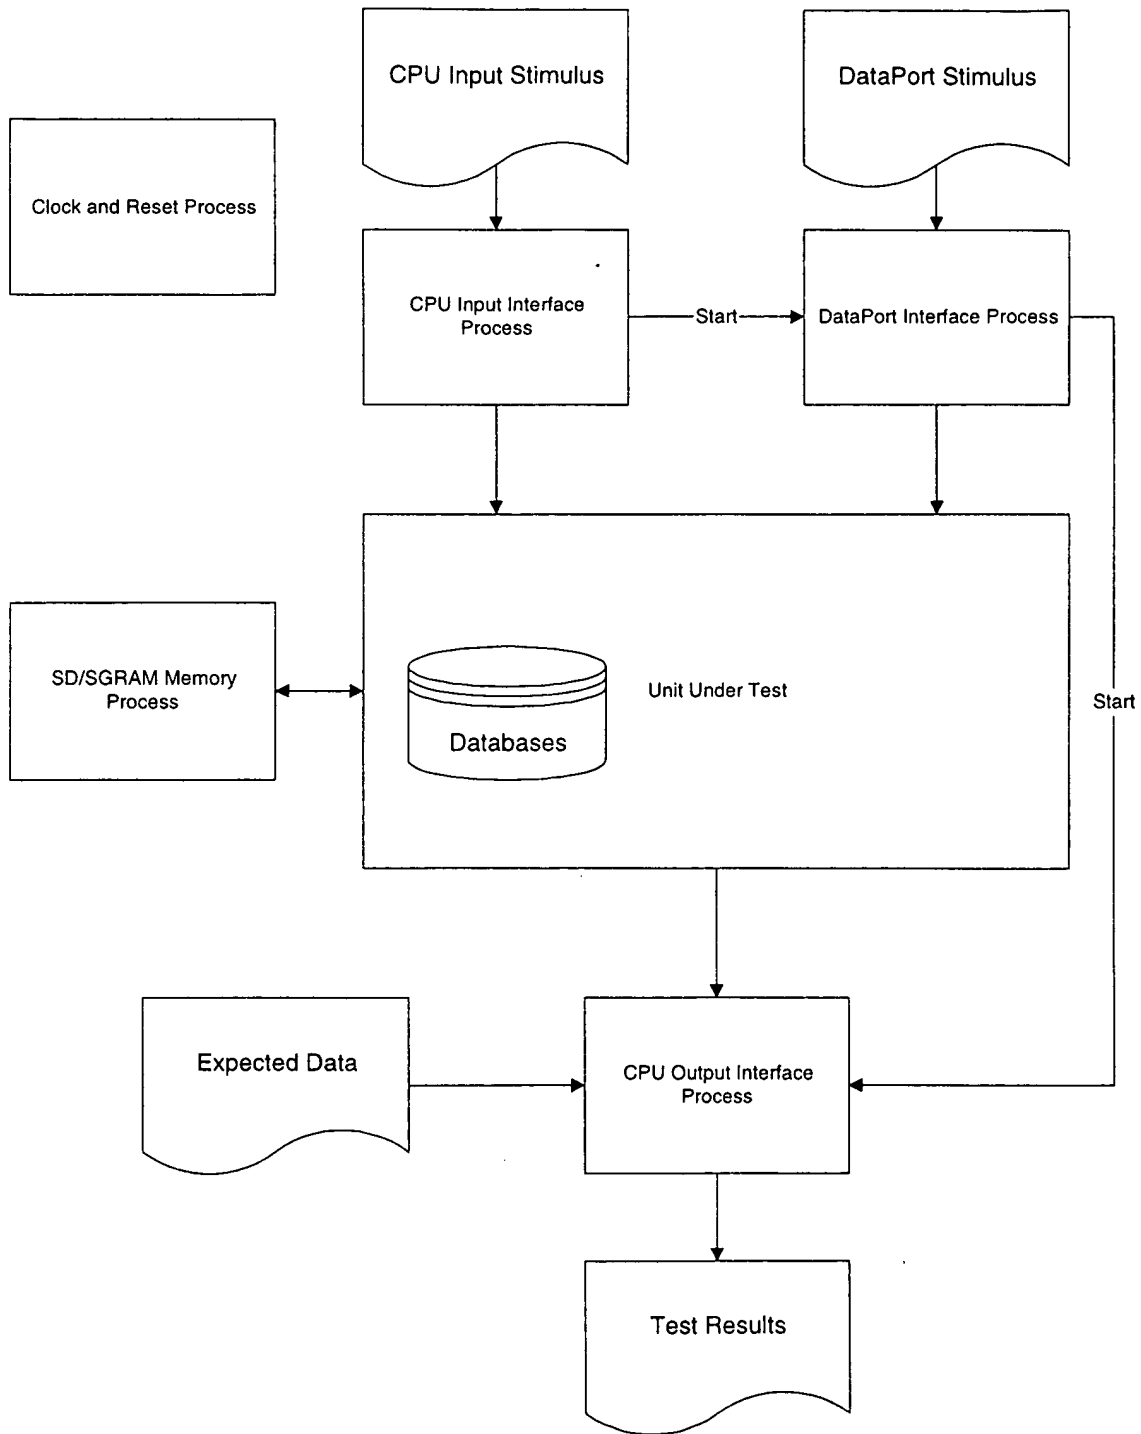 CPU Input Stimulus
DataPort Stimulus
Clock and Reset Process
CPU Input Interface
Process
Start
DataPort Interface Process
SD/SGRAM Memory
Process
Databases
Unit Under Test
Start
Expected Data
CPU Output Interface
Process
Test Results